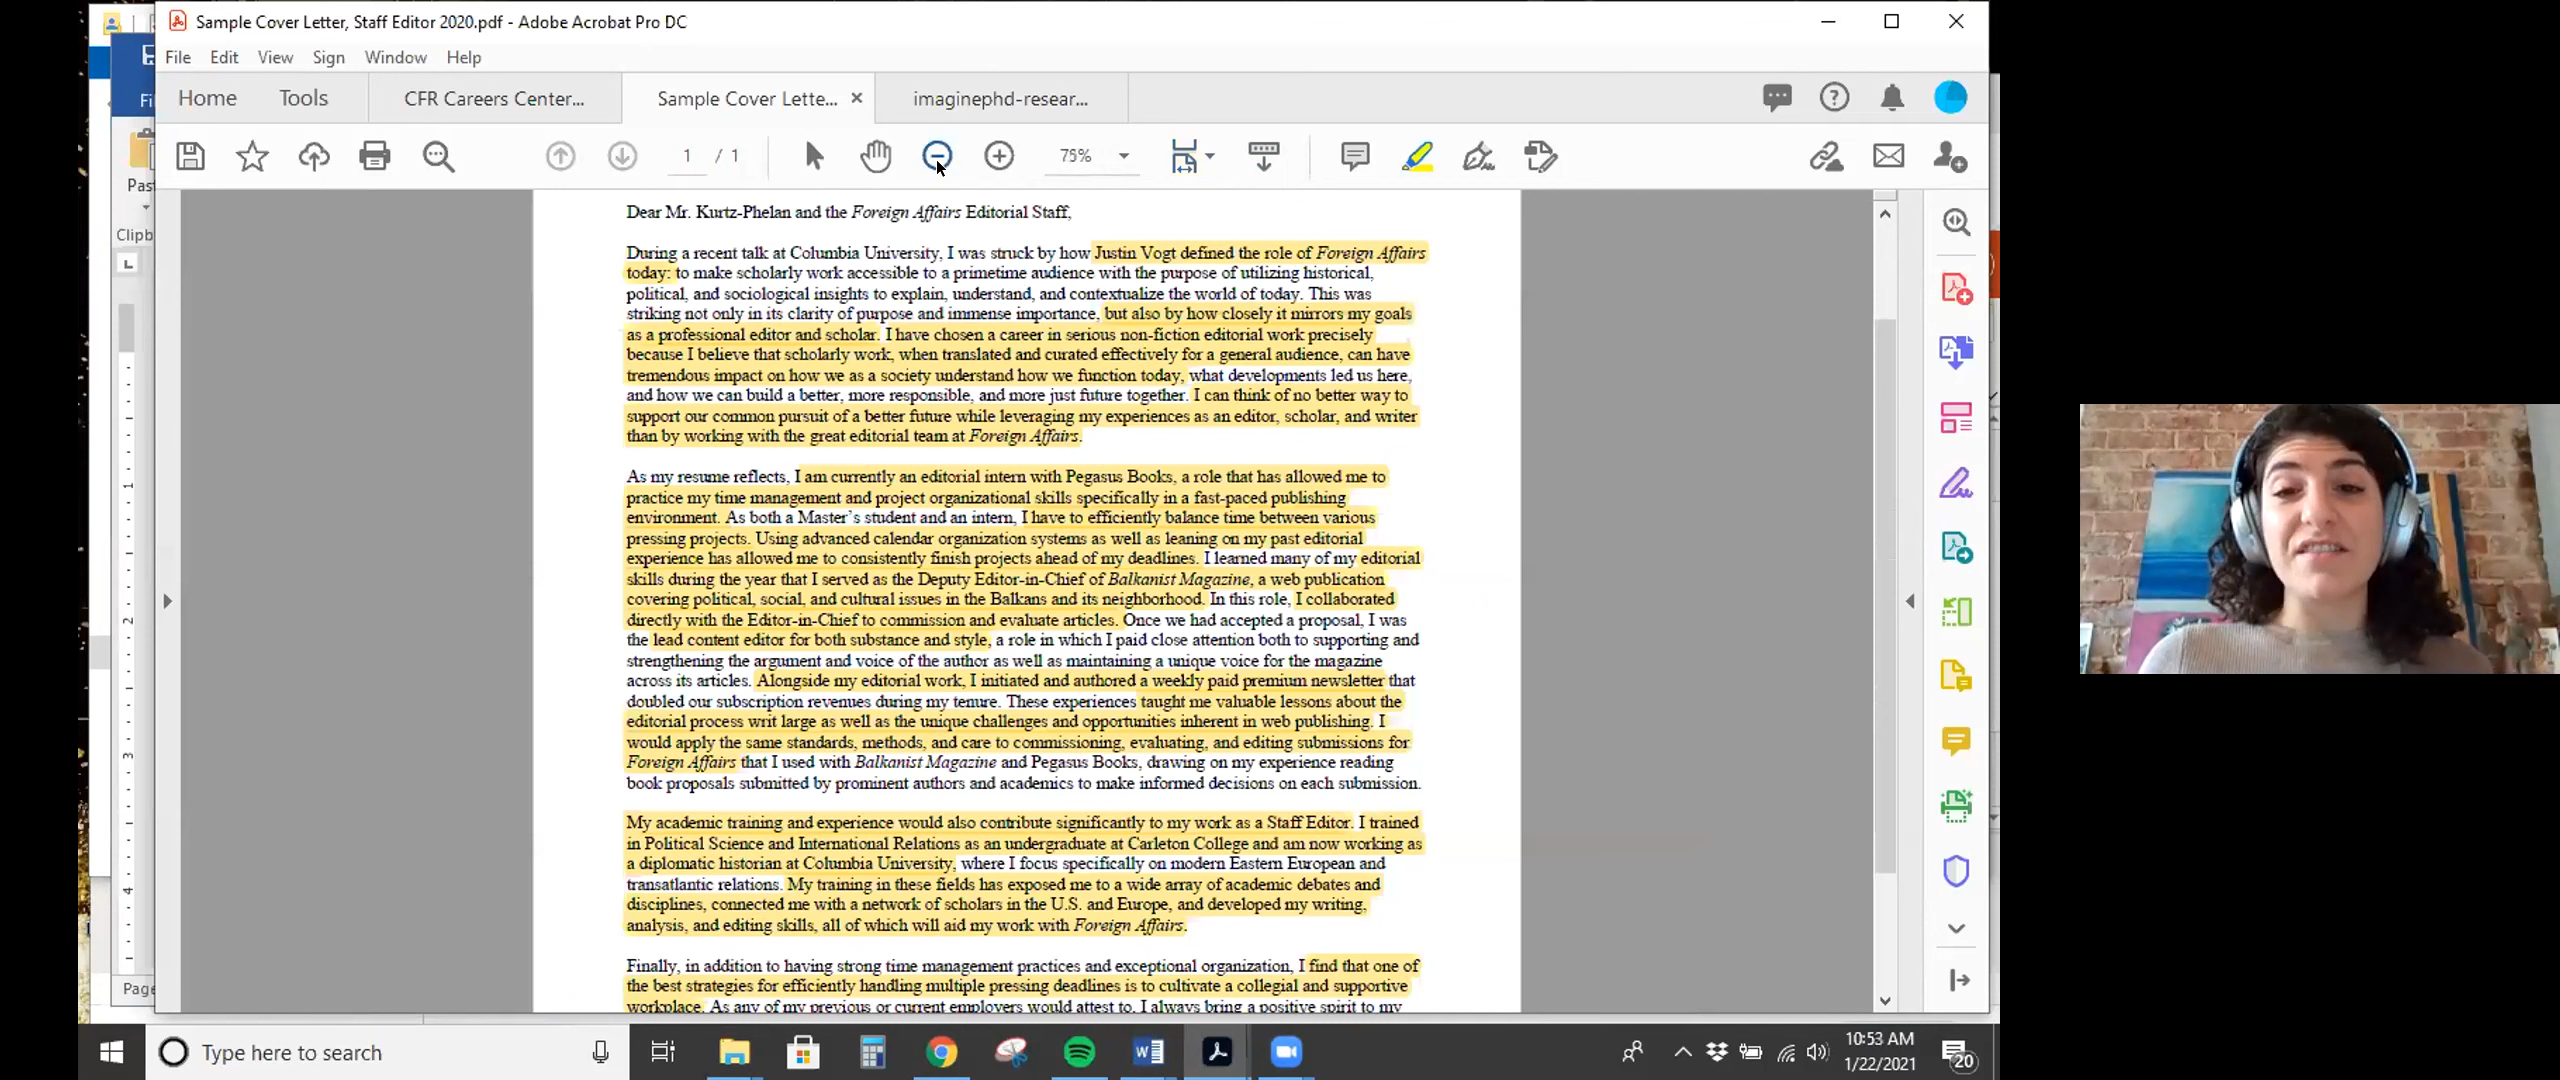 Sample Cover Letter, Staff Editor 2020.pdf - Adobe Acrobat Pro DC
File Edit View Sign Window Help
Home Tools CFR Careers Center... Sample Cover Lette... imaginephd-resear...
1 / 1 75%
Past
Clipb
Page
Dear Mr. Kurtz-Phelan and the Foreign Affairs Editorial Staff,
During a recent talk at Columbia University, I was struck by how Justin Vogt defined the role of Foreign Affairs
today: to make scholarly work accessible to a primetime audience with the purpose of utilizing historical,
political, and sociological insights to explain, understand, and contextualize the world of today. This was
striking not only in its clarity of purpose and immense importance, but also by how closely it mirrors my goals
as a professional editor and scholar. I have chosen a career in serious non-fiction editorial work precisely
because I believe that scholarly work, when translated and curated effectively for a general audience, can have
tremendous impact on how we as a society understand how we function today, what developments led us here,
and how we can build a better, more responsible, and more just future together. I can think of no better way to
support our common pursuit of a better future while leveraging my experiences as an editor, scholar, and writer
than by working with the great editorial team at Foreign Affairs.
As my resume reflects, I am currently an editorial intern with Pegasus Books, a role that has allowed me to
practice my time management and project organizational skills specifically in a fast-paced publishing
environment. As both a Master's student and an intern, I have to efficiently balance time between various
pressing projects. Using advanced calendar organization systems as well as leaning on my past editorial
experience has allowed me to consistently finish projects ahead of my deadlines. I learned many of my editorial
skills during the year that I served as the Deputy Editor-in-Chief of Balkanist Magazine, a web publication
covering political, social, and cultural issues in the Balkans and its neighborhood. In this role, I collaborated
directly with the Editor-in-Chief to commission and evaluate articles. Once we had accepted a proposal, I was
the lead content editor for both substance and style, a role in which I paid close attention both to supporting and
strengthening the argument and voice of the author as well as maintaining a unique voice for the magazine
across its articles. Alongside my editorial work, I initiated and authored a weekly paid premium newsletter that
doubled our subscription revenues during my tenure. These experiences taught me valuable lessons about the
editorial process writ large as well as the unique challenges and opportunities inherent in web publishing. I
would apply the same standards, methods, and care to commissioning, evaluating, and editing submissions for
Foreign Affairs that I used with Balkanist Magazine and Pegasus Books, drawing on my experience reading
book proposals submitted by prominent authors and academics to make informed decisions on each submission.
My academic training and experience would also contribute significantly to my work as a Staff Editor. I trained
in Political Science and International Relations as an undergraduate at Carleton College and am now working as
a diplomatic historian at Columbia University, where I focus specifically on modern Eastern European and
transatlantic relations. My training in these fields has exposed me to a wide array of academic debates and
disciplines, connected me with a network of scholars in the U.S. and Europe, and developed my writing,
analysis, and editing skills, all of which will aid my work with Foreign Affairs.
Finally, in addition to having strong time management practices and exceptional organization, I find that one of
the best strategies for efficiently handling multiple pressing deadlines is to cultivate a collegial and supportive
workplace. As any of my previous or current employers would attest to, I always bring a positive spirit to my
Type here to search
10:53 AM
1/22/2021
20